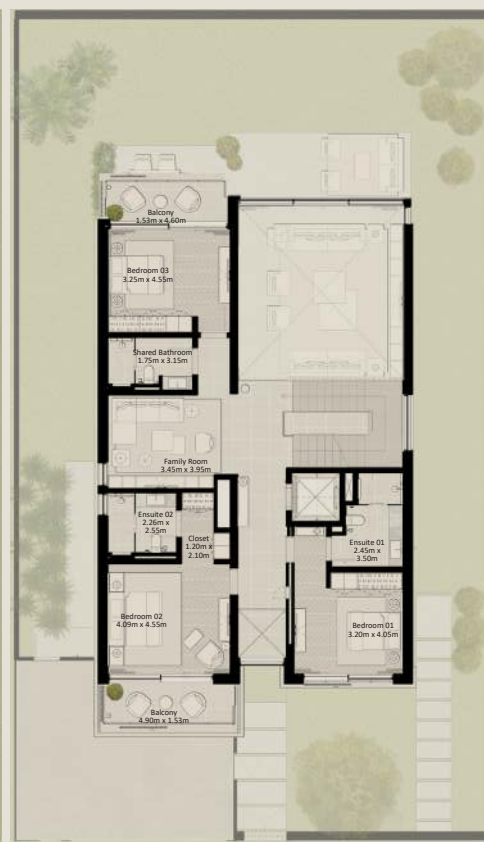 Balcony
1.53m x 4.60m
Bedroom 03
3.25m x 4.55m
Shared Bathroom
1.75m x 3.15m
Family Room
3.45m x 3.95m
Ensuite 02
2.26m x
2.55m
Closet
1.20m x
2.10m
Ensuite 01
2.45m x
3.50m
Bedroom 02
4.09m x 4.55m
Bedroom 01
3.20m x 4.05m
Balcony
4.90m x 1.53m